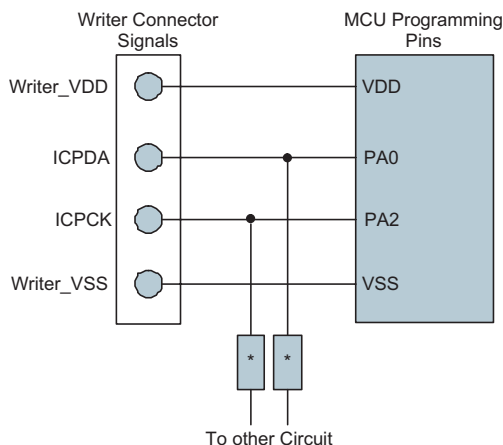 Writer Connector
Signals
MCU Programming
Pins
Writer_VDD
VDD
ICPDA
PA0
ICPCK
PA2
Writer_VSS
VSS
*
*
To other Circuit